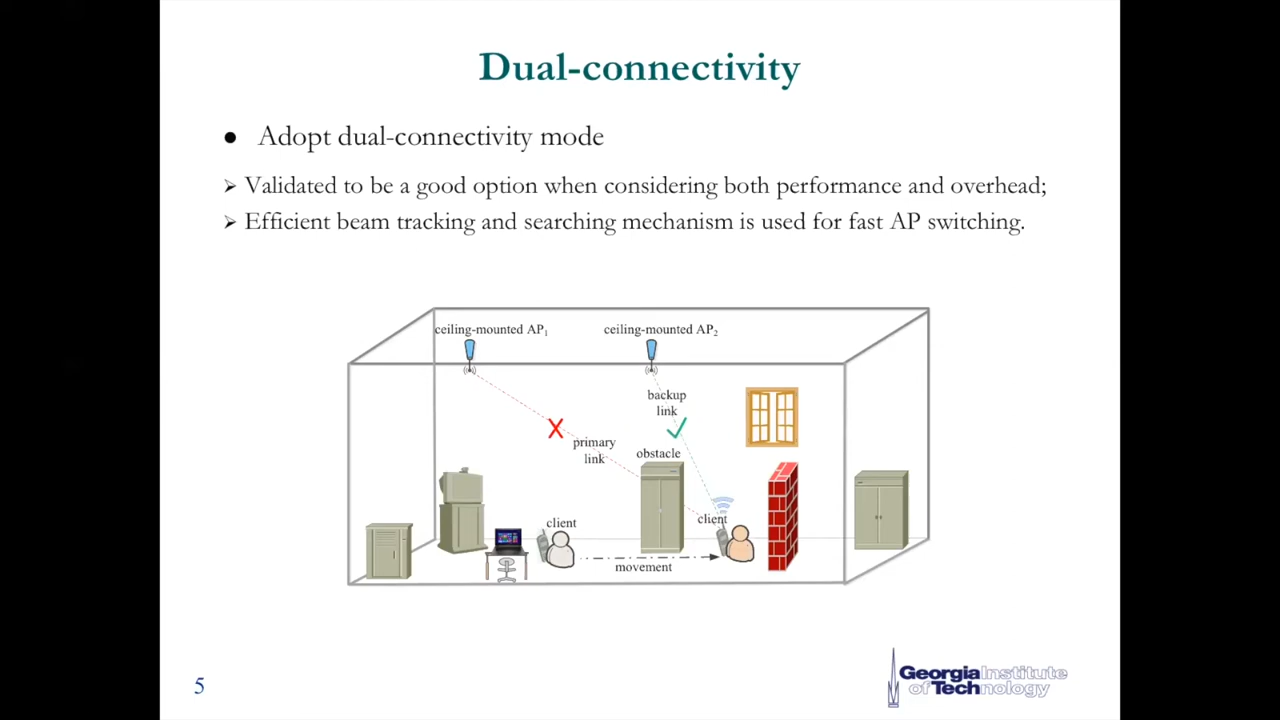 Dual-connectivity
● Adopt dual-connectivity mode
➢ Validated to be a good option when considering both performance and overhead;
➢ Efficient beam tracking and searching mechanism is used for fast AP switching.
ceiling-mounted AP₁
ceiling-mounted AP₂
backup
link
primary
link
obstacle
client
client
movement
5
Georgia Institute
of Technology